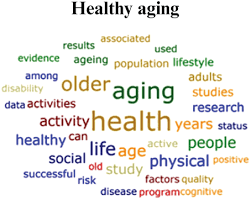 Healthy aging
associated
results used
evidence ageing population lifestyle
among older adults
disability aging studies
data activities research
activity health years status
healthy can life age active people
social old study physical positive
successful risk factors quality
disease program cognitive